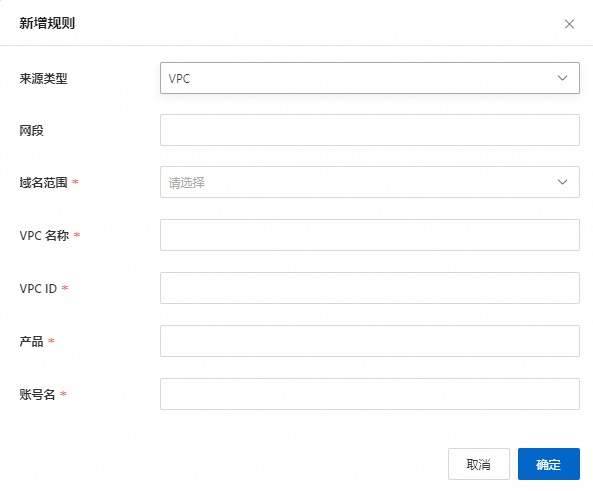 新增规则
来源类型 VPC
网段
域名范围 * 请选择
VPC 名称 *
VPC ID *
产品 *
账号名 *
取消 确定